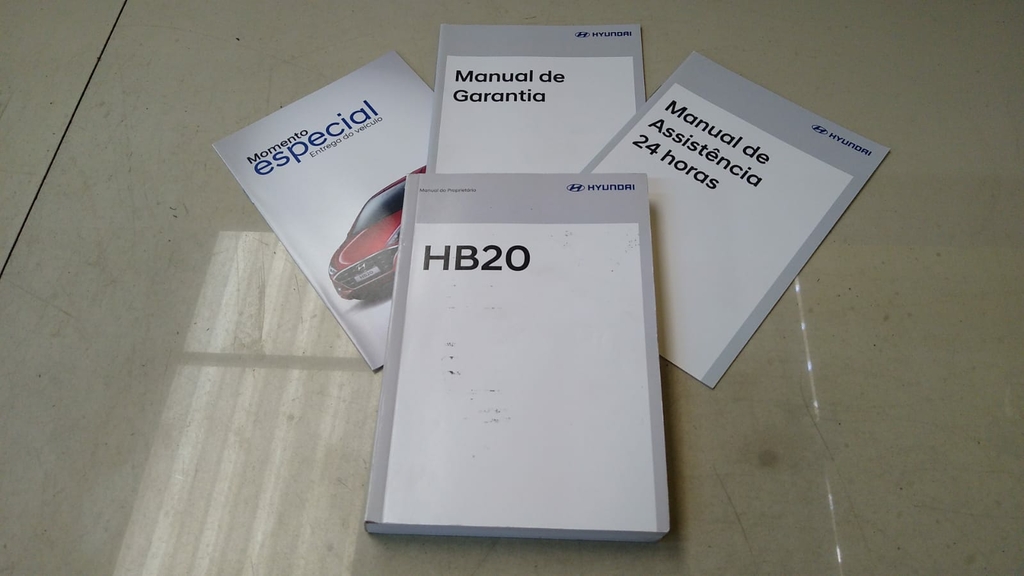 Momento
especial
Entrega do veículo
HYUNDAI
Manual de
Garantia
HYUNDAI
Manual de
Assistência
24 horas
Manual do Proprietário
HYUNDAI
HB20